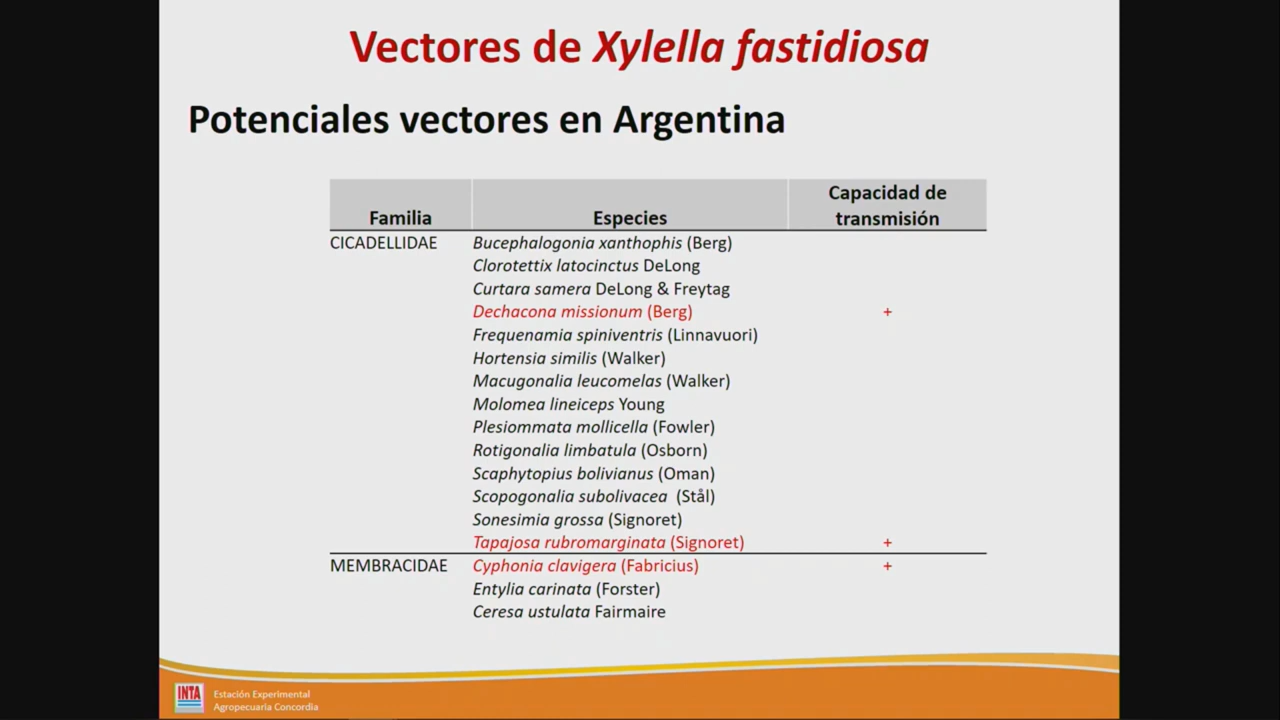 Vectores de Xylella fastidiosa
Potenciales vectores en Argentina
Familia Especies Capacidad de transmisión
CICADELLIDAE Bucephalogonia xanthophis (Berg)
Clorotettix latocinctus DeLong
Curtara samera DeLong & Freytag
Dechacona missionum (Berg) +
Frequenamia spiniventris (Linnavuori)
Hortensia similis (Walker)
Macugonalia leucomelas (Walker)
Molomea lineiceps Young
Plesiommata mollicella (Fowler)
Rotigonalia limbatula (Osborn)
Scaphytopius bolivianus (Oman)
Scopogonalia subolivacea (Stål)
Sonesimia grossa (Signoret)
Tapajosa rubromarginata (Signoret) +
MEMBRACIDAE Cyphonia clavigera (Fabricius) +
Entylia carinata (Forster)
Ceresa ustulata Fairmaire
INTA
Estación Experimental
Agropecuaria Concordia